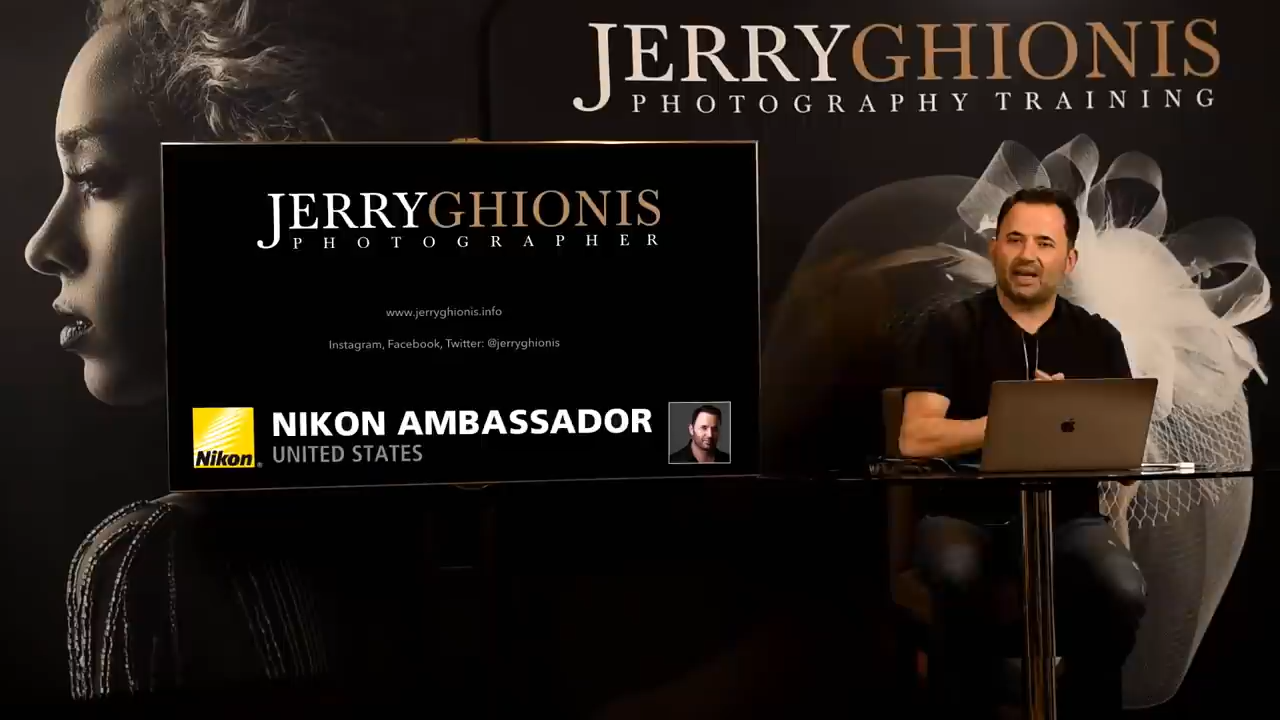 JERRYGHIONIS
PHOTOGRAPHY TRAINING
JERRYGHIONIS
PHOTOGRAPHER
www.jerryghionis.info
Instagram, Facebook, Twitter: @jerryghionis
Nikon®
NIKON AMBASSADOR
UNITED STATES